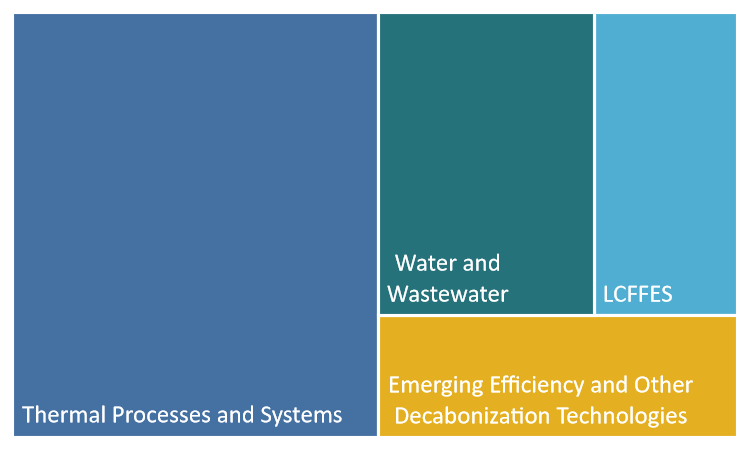 Water and
Wastewater
LCFFES
Thermal Processes and Systems
Emerging Efficiency and Other
Decabonization Technologies